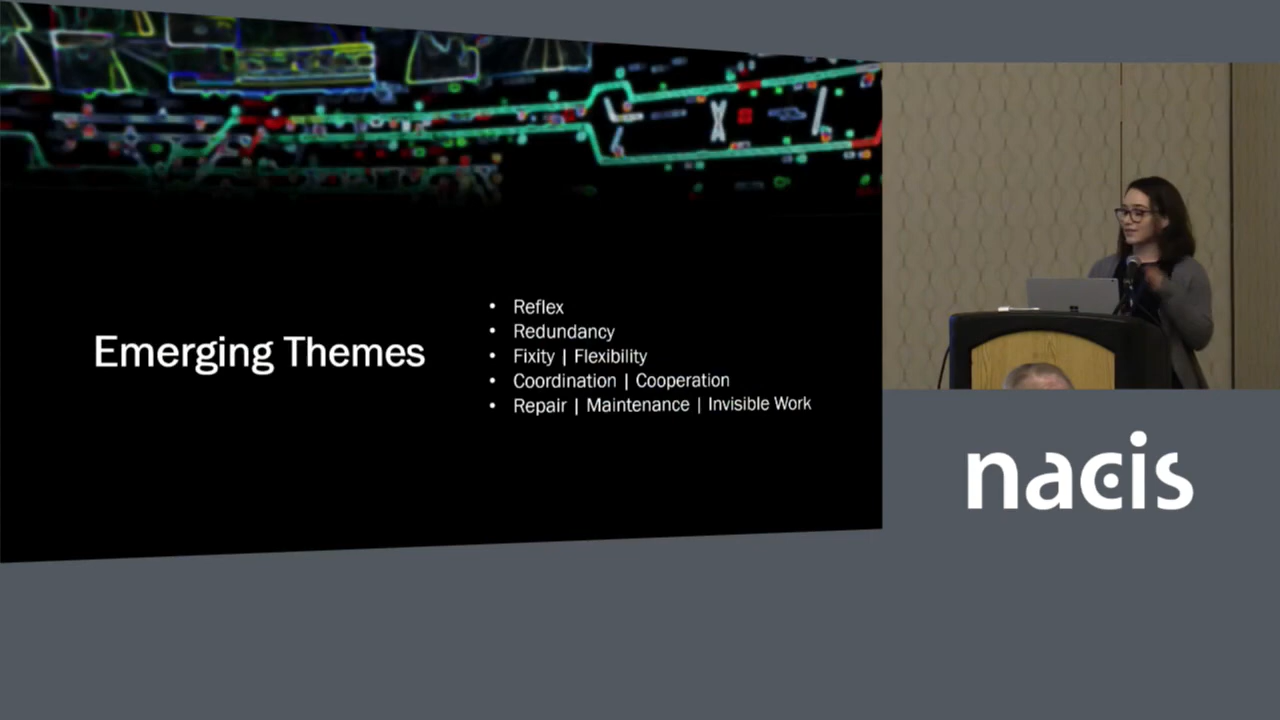 Emerging Themes
• Reflex
• Redundancy
• Fixity | Flexibility
• Coordination | Cooperation
• Repair | Maintenance | Invisible Work
nacis